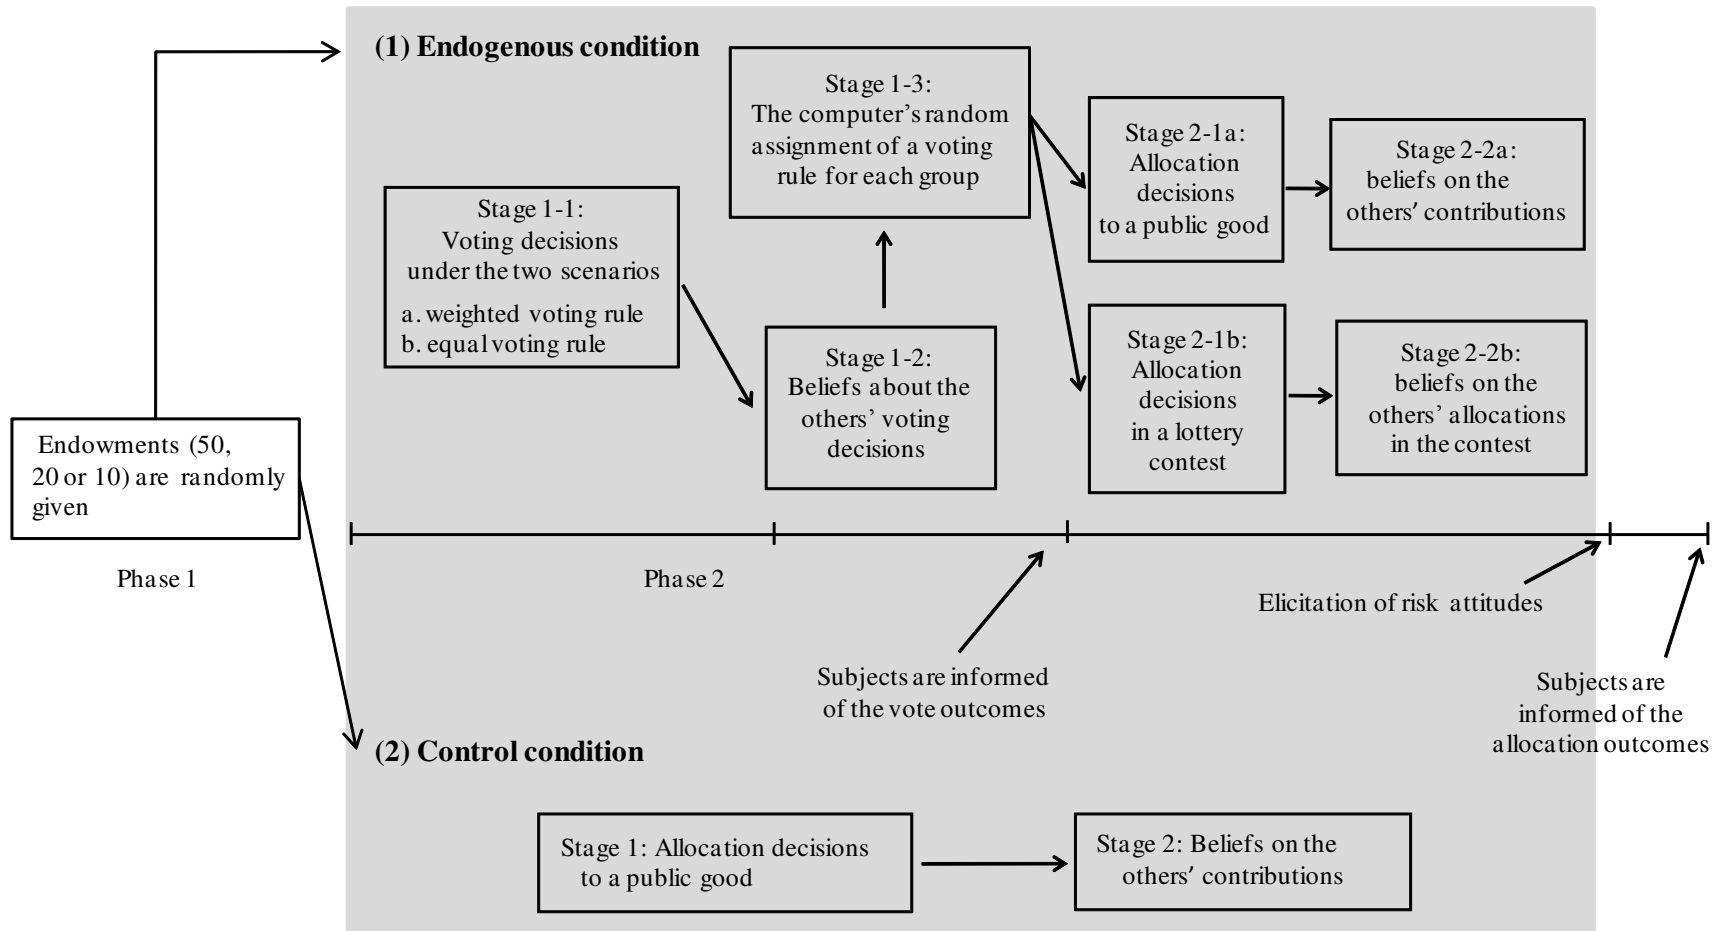 (1) Endogenous condition
Stage 1-3:
The computer's random
assignment of a voting
rule for each group
Stage 2-1a:
Allocation
decisions
to a public good
Stage 2-2a:
beliefs on the
others' contributions
Stage 1-1:
Voting decisions
under the two scenarios
a. weighted voting rule
b. equal voting rule
Stage 1-2:
Beliefs about the
others' voting
decisions
Stage 2-1b:
Allocation
decisions
in a lottery
contest
Stage 2-2b:
beliefs on the
others' allocations
in the contest
Endowments (50,
20 or 10) are randomly
given
Phase 1
Phase 2
Elicitation of risk attitudes
Subjects are informed
of the vote outcomes
Subjects are
informed of the
allocation outcomes
(2) Control condition
Stage 1: Allocation decisions
to a public good
Stage 2: Beliefs on the
others' contributions